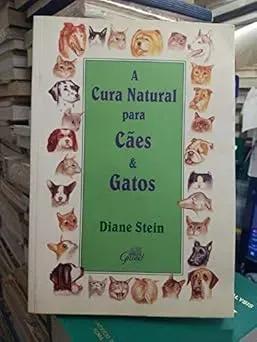 A
Cura Natural
para
Cães
&
Gatos
Diane Stein